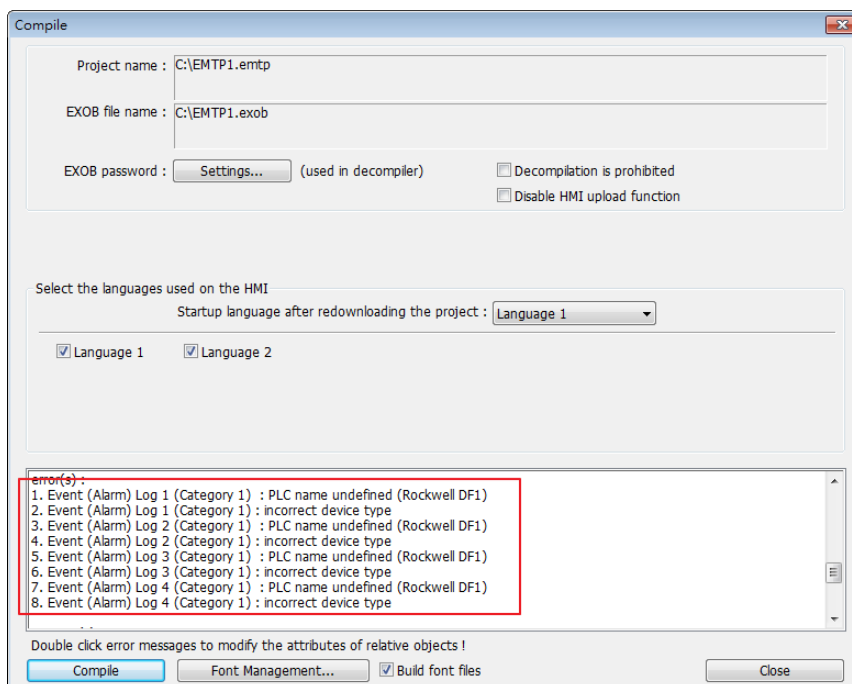 Compile
Project name : C:\EMTP1.emtp
EXOB file name : C:\EMTP1.exob
EXOB password : Settings... (used in decompiler) Decompilation is prohibited
Disable HMI upload function
Select the languages used on the HMI
Startup language after redownloading the project : Language 1
Language 1 Language 2
error(s) :
1. Event (Alarm) Log 1 (Category 1)  : PLC name undefined (Rockwell DF1)
2. Event (Alarm) Log 1 (Category 1) : incorrect device type
3. Event (Alarm) Log 2 (Category 1)  : PLC name undefined (Rockwell DF1)
4. Event (Alarm) Log 2 (Category 1) : incorrect device type
5. Event (Alarm) Log 3 (Category 1)  : PLC name undefined (Rockwell DF1)
6. Event (Alarm) Log 3 (Category 1) : incorrect device type
7. Event (Alarm) Log 4 (Category 1)  : PLC name undefined (Rockwell DF1)
8. Event (Alarm) Log 4 (Category 1) : incorrect device type
Double click error messages to modify the attributes of relative objects !
Compile Font Management... Build font files Close